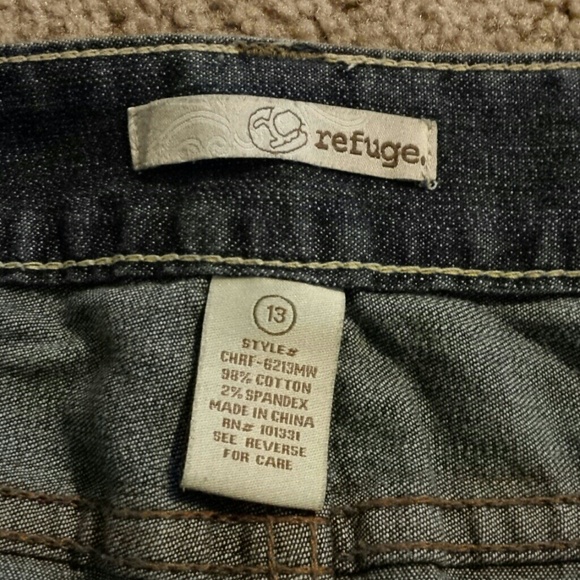 refuge.
13
STYLE#
CHRF-6213MW
98% COTTON
2% SPANDEX
MADE IN CHINA
RN# 101331
SEE REVERSE
FOR CARE